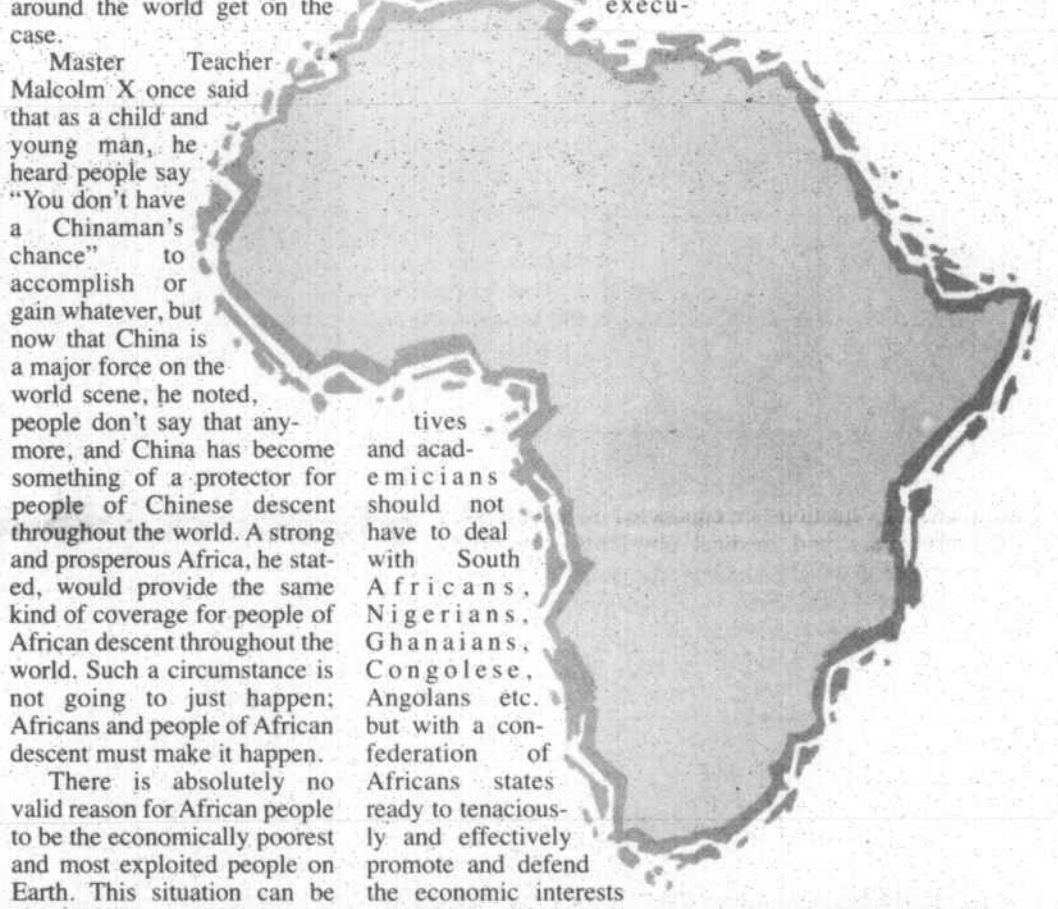 around the world get on the
case.
Master Teacher
Malcolm X once said
that as a child and
young man, he
heard people say
"You don't have
a Chinaman's
chance" to
accomplish or
gain whatever, but
now that China is
a major force on the
world scene, he noted,
people don't say that any-
more, and China has become
something of a protector for
people of Chinese descent
throughout the world. A strong
and prosperous Africa, he stat-
ed, would provide the same
kind of coverage for people of
African descent throughout the
world. Such a circumstance is
not going to just happen;
Africans and people of African
descent must make it happen.
There is absolutely no
valid reason for African people
to be the economically poorest
and most exploited people on
Earth. This situation can be
execu-
tives
and acad-
emicians
should not
have to deal
with South
Africans,
Nigerians,
Ghanaians,
Congolese,
Angolans etc.
but with a con-
federation of
Africans states
ready to tenacious-
ly and effectively
promote and defend
the economic interests